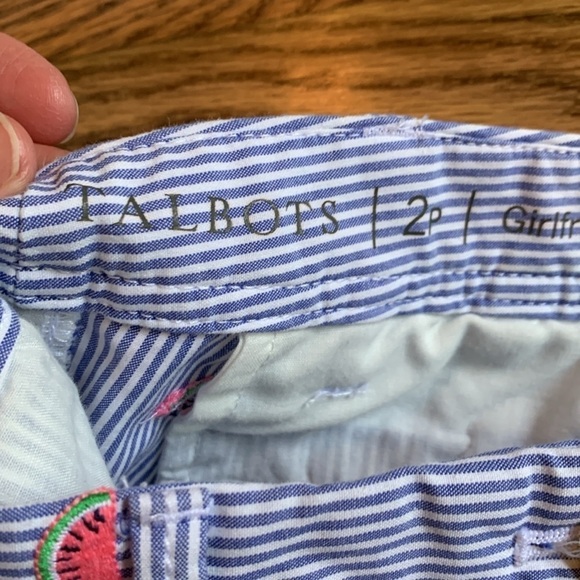 TALBOTS | 2P | Girlfr